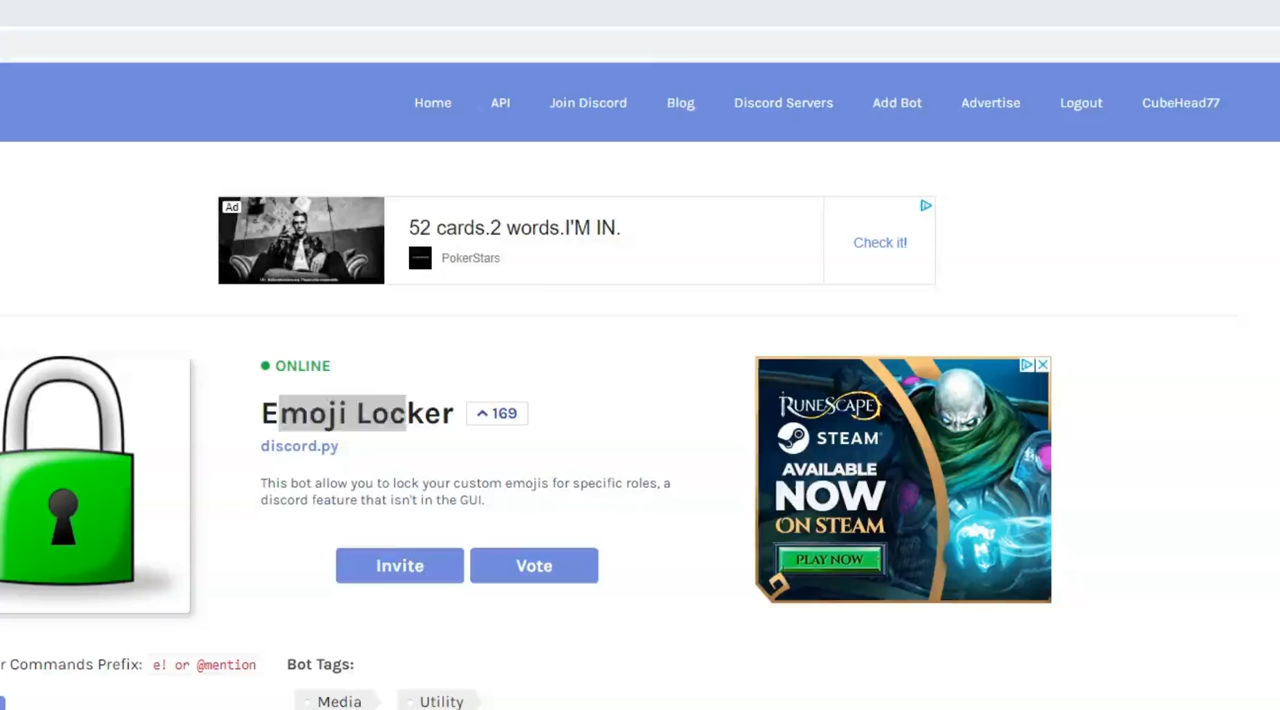 Home API Join Discord Blog Discord Servers Add Bot Advertise Logout CubeHead77
Ad
52 cards.2 words.I'M IN.
PokerStars
Check it!
ONLINE
Emoji Locker 169
discord.py
This bot allow you to lock your custom emojis for specific roles, a
discord feature that isn't in the GUI.
Invite Vote
RUNESCAPE
STEAM
AVAILABLE
NOW
ON STEAM
PLAY NOW
r Commands Prefix: e! or @mention
Bot Tags:
Media Utility